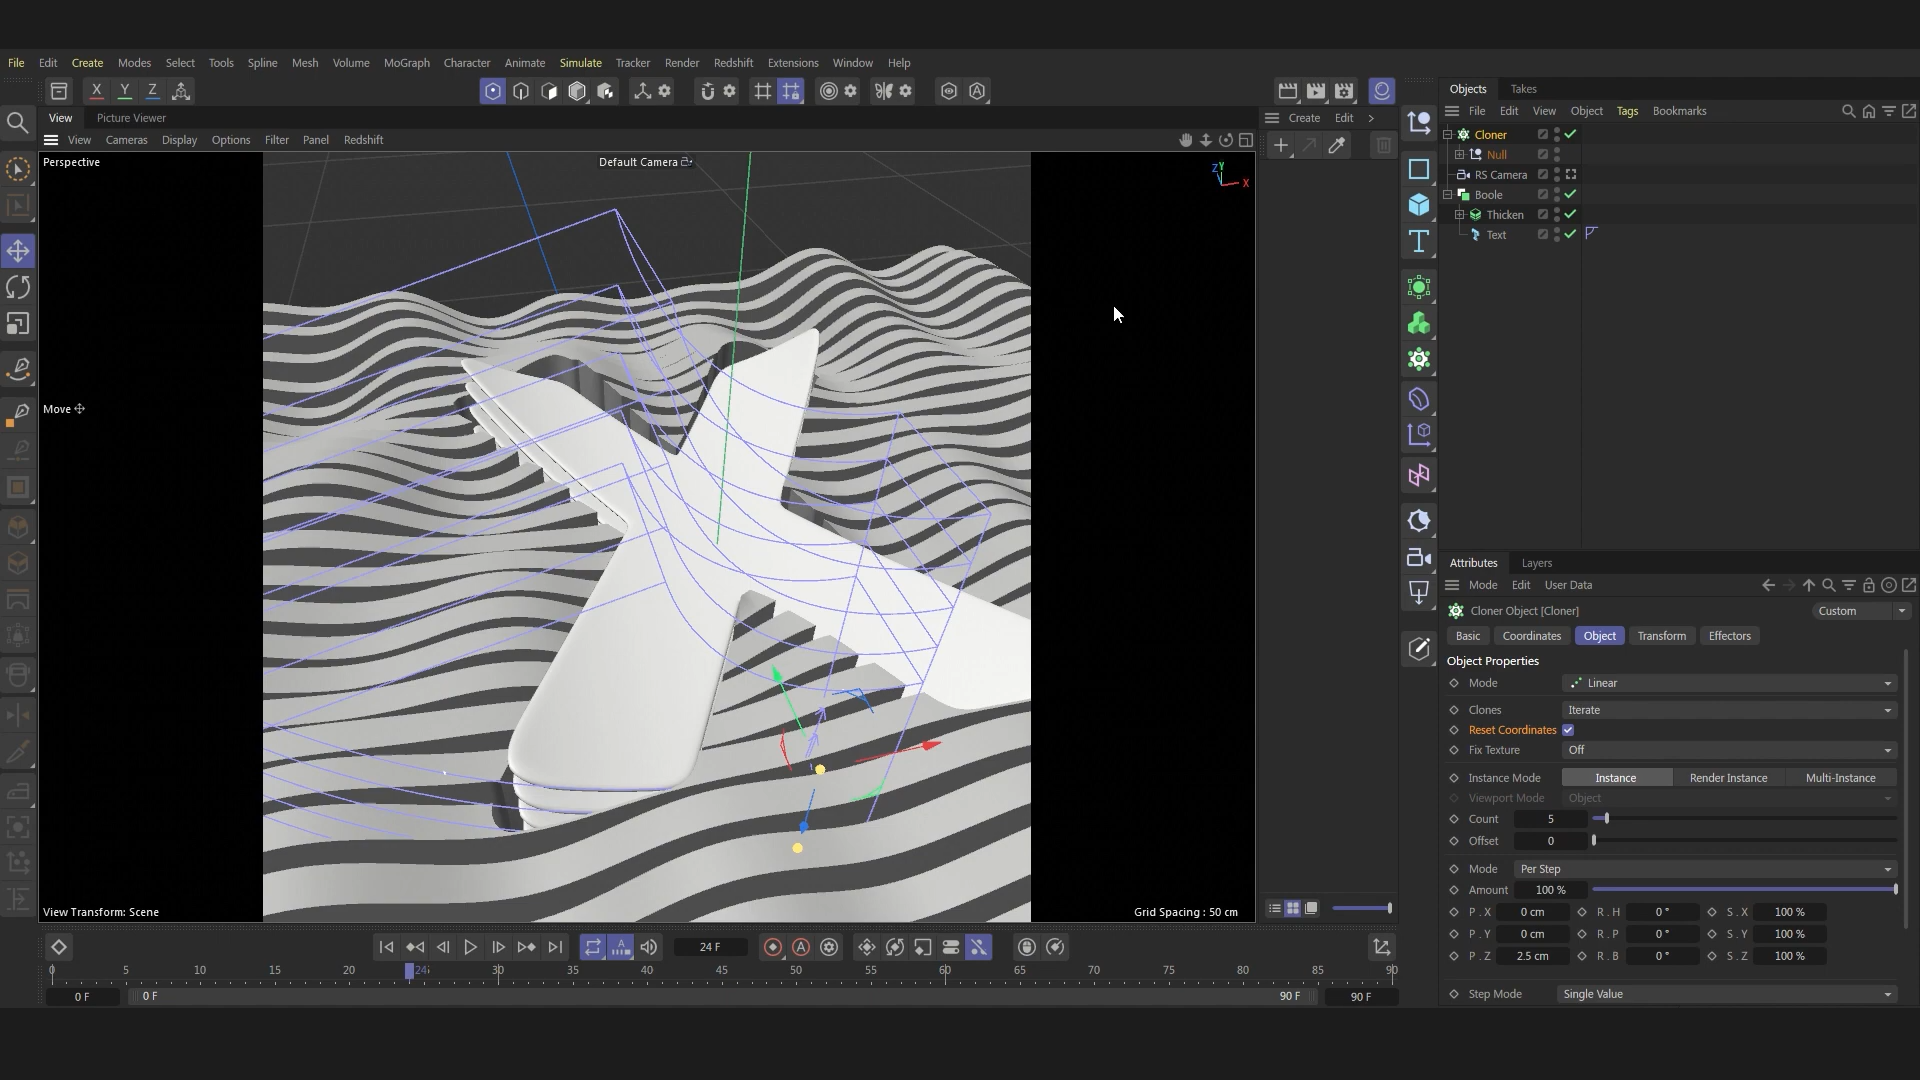 File Edit Create Modes Select Tools Spline Mesh Volume MoGraph Character Animate Simulate Tracker Render Redshift Extensions Window Help
X Y Z
View Picture Viewer
View Cameras Display Options Filter Panel Redshift
Perspective
Default Camera
Z Y X
Move
View Transform: Scene
Grid Spacing : 50 cm
Create Edit
Objects Takes
File Edit View Object Tags Bookmarks
Cloner
Null
RS Camera
Boole
Thicken
Text
Attributes Layers
Mode Edit User Data
Cloner Object [Cloner] Custom
Basic Coordinates Object Transform Effectors
Object Properties
Mode Linear
Clones Iterate
Reset Coordinates
Fix Texture Off
Instance Mode Instance Render Instance Multi-Instance
Viewport Mode Object
Count 5
Offset 0
Mode Per Step
Amount 100 %
P . X 0 cm R . H 0 ° S . X 100 %
P . Y 0 cm R . P 0 ° S . Y 100 %
P . Z 2.5 cm R . B 0 ° S . Z 100 %
Step Mode Single Value
24 F
0 5 10 15 20 24 30 35 40 45 50 55 60 65 70 75 80 85 90
0 F 0 F 90 F 90 F